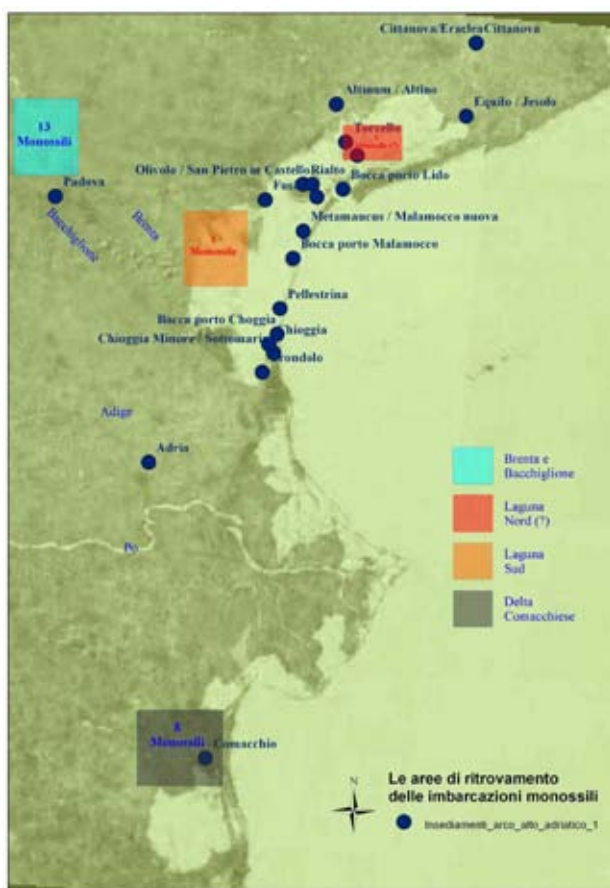 Cittanova/EracleaCittanova
Altinum / Altino
Equilo / Jesolo
13
Monossili
Torcello
Padova
Olivolo / San Pietro in Castello
Rialto
Bocca porto Lido
Bacchiglione
Brenta
Metamaucus / Malamocco nuova
Bocca porto Malamocco
Pellestrina
Bocca porto Choggia
Chioggia
Chioggia Minore / Sottomarina
Adige
Adria
Po
Brenta e
Bacchiglione
Laguna
Nord (?)
Laguna
Sud
Delta
Comacchiese
8
Monossili
Comacchio
N
Le aree di ritrovamento
delle imbarcazioni monossili
Insediamenti_arco_alto_adriatico_1